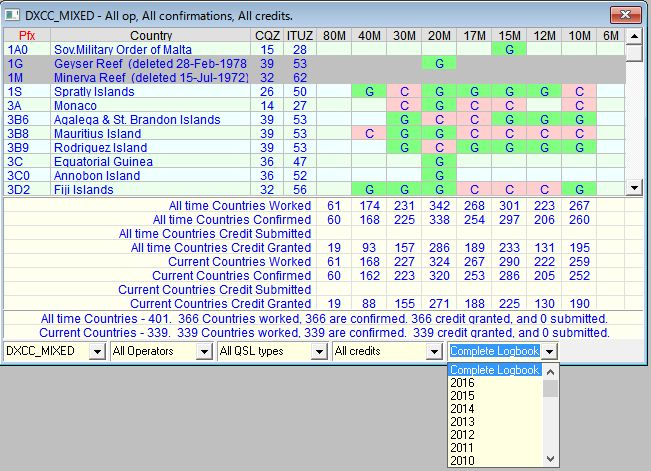 DXCC_MIXED - All op, All confirmations, All credits.
Pfx Country CQZ ITUZ 80M 40M 30M 20M 17M 15M 12M 10M 6M
1A0 Sov.Military Order of Malta 15 28 G
1G Geyser Reef (deleted 28-Feb-1978 39 53 G
1M Minerva Reef (deleted 15-Jul-1972) 32 62
1S Spratly Islands 26 50 G C G G G G C
3A Monaco 14 27 C G C C C
3B6 Agalega & St. Brandon Islands 39 53 G C C G G G
3B8 Mauritius Island 39 53 C G G C C G C
3B9 Rodriguez Island 39 53 G C G G G G
3C Equatorial Guinea 36 47 G
3C0 Annobon Island 36 52 G
3D2 Fiji Islands 32 56 G G G C C C G
All time Countries Worked 61 174 231 342 268 301 223 267
All time Countries Confirmed 60 168 225 338 254 297 206 260
All time Countries Credit Submitted
All time Countries Credit Granted 19 93 157 286 189 233 131 195
Current Countries Worked 61 168 227 324 267 290 222 259
Current Countries Confirmed 60 162 223 320 253 286 205 252
Current Countries Credit Submitted
Current Countries Credit Granted 19 88 155 271 188 225 130 190
All time Countries - 401. 366 Countries worked, 366 are confirmed. 366 credit granted, and 0 submitted.
Current Countries - 339. 339 Countries worked, 339 are confirmed. 339 credit granted, and 0 submitted.
DXCC_MIXED All Operators All QSL types All credits Complete Logbook
Complete Logbook
2016
2015
2014
2013
2012
2011
2010